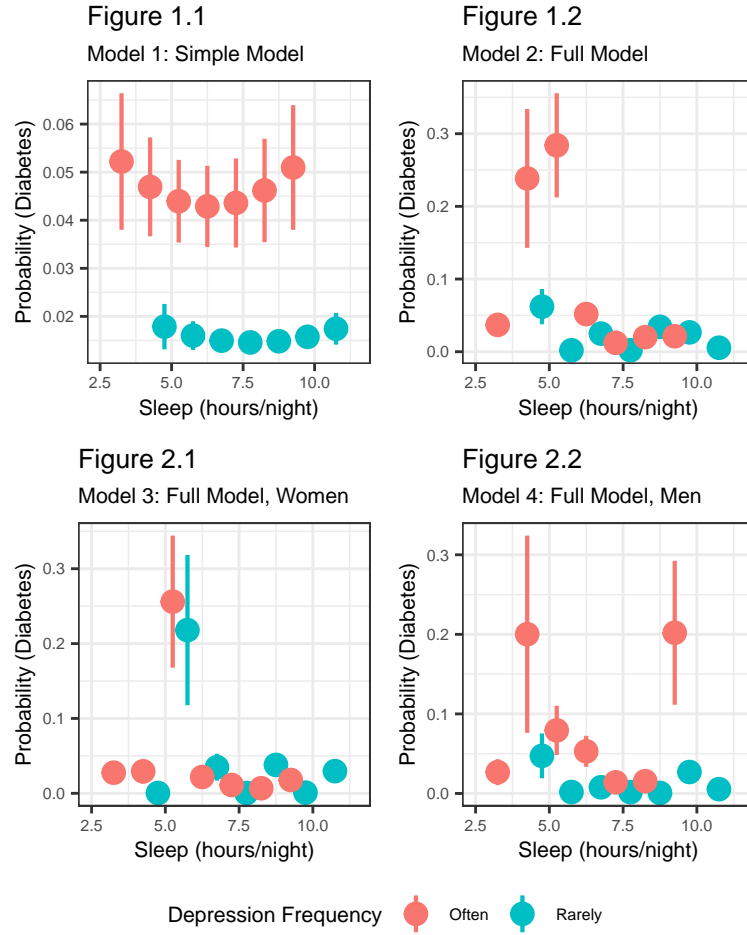 Figure 1.1
Model 1: Simple Model
Probability (Diabetes)
0.06
0.05
0.04
0.03
0.02
2.5 5.0 7.5 10.0
Sleep (hours/night)
Figure 1.2
Model 2: Full Model
Probability (Diabetes)
0.3
0.2
0.1
0.0
2.5 5.0 7.5 10.0
Sleep (hours/night)
Figure 2.1
Model 3: Full Model, Women
Probability (Diabetes)
0.3
0.2
0.1
0.0
2.5 5.0 7.5 10.0
Sleep (hours/night)
Figure 2.2
Model 4: Full Model, Men
Probability (Diabetes)
0.3
0.2
0.1
0.0
2.5 5.0 7.5 10.0
Sleep (hours/night)
Depression Frequency Often Rarely